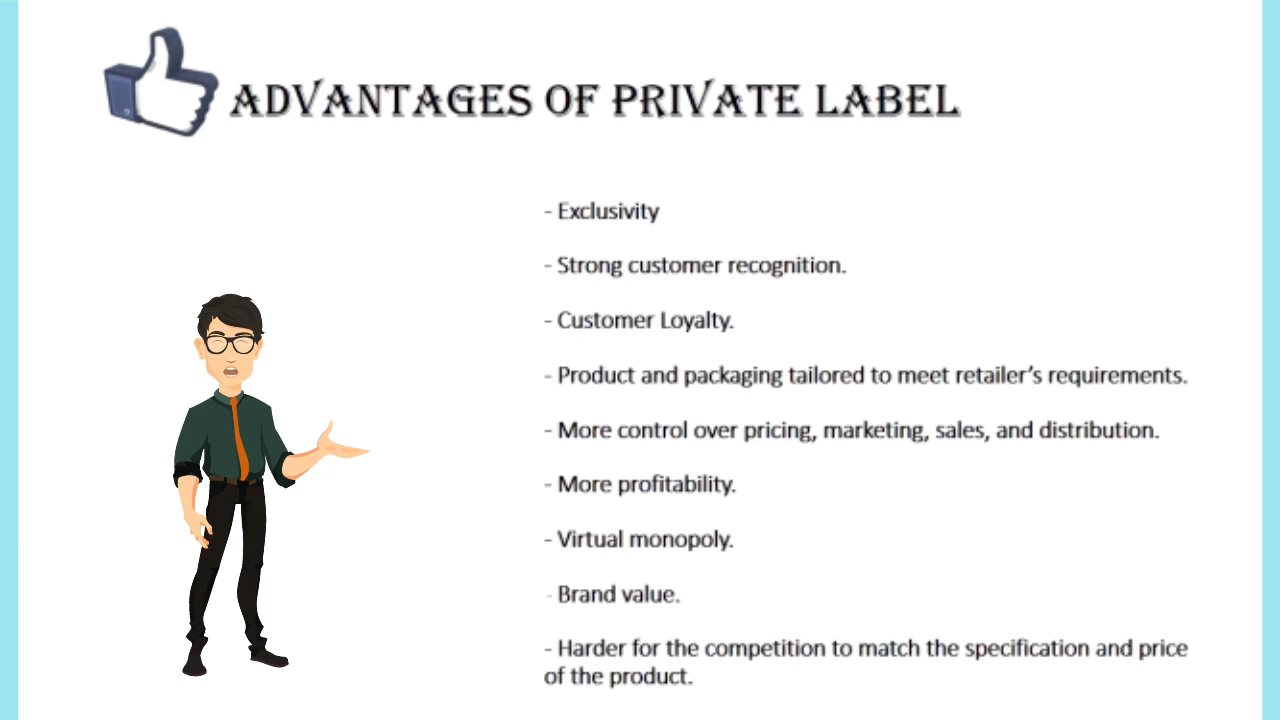 ADVANTAGES OF PRIVATE LABEL
- Exclusivity
- Strong customer recognition.
- Customer Loyalty.
- Product and packaging tailored to meet retailer’s requirements.
- More control over pricing, marketing, sales, and distribution.
- More profitability.
- Virtual monopoly.
- Brand value.
- Harder for the competition to match the specification and price
of the product.